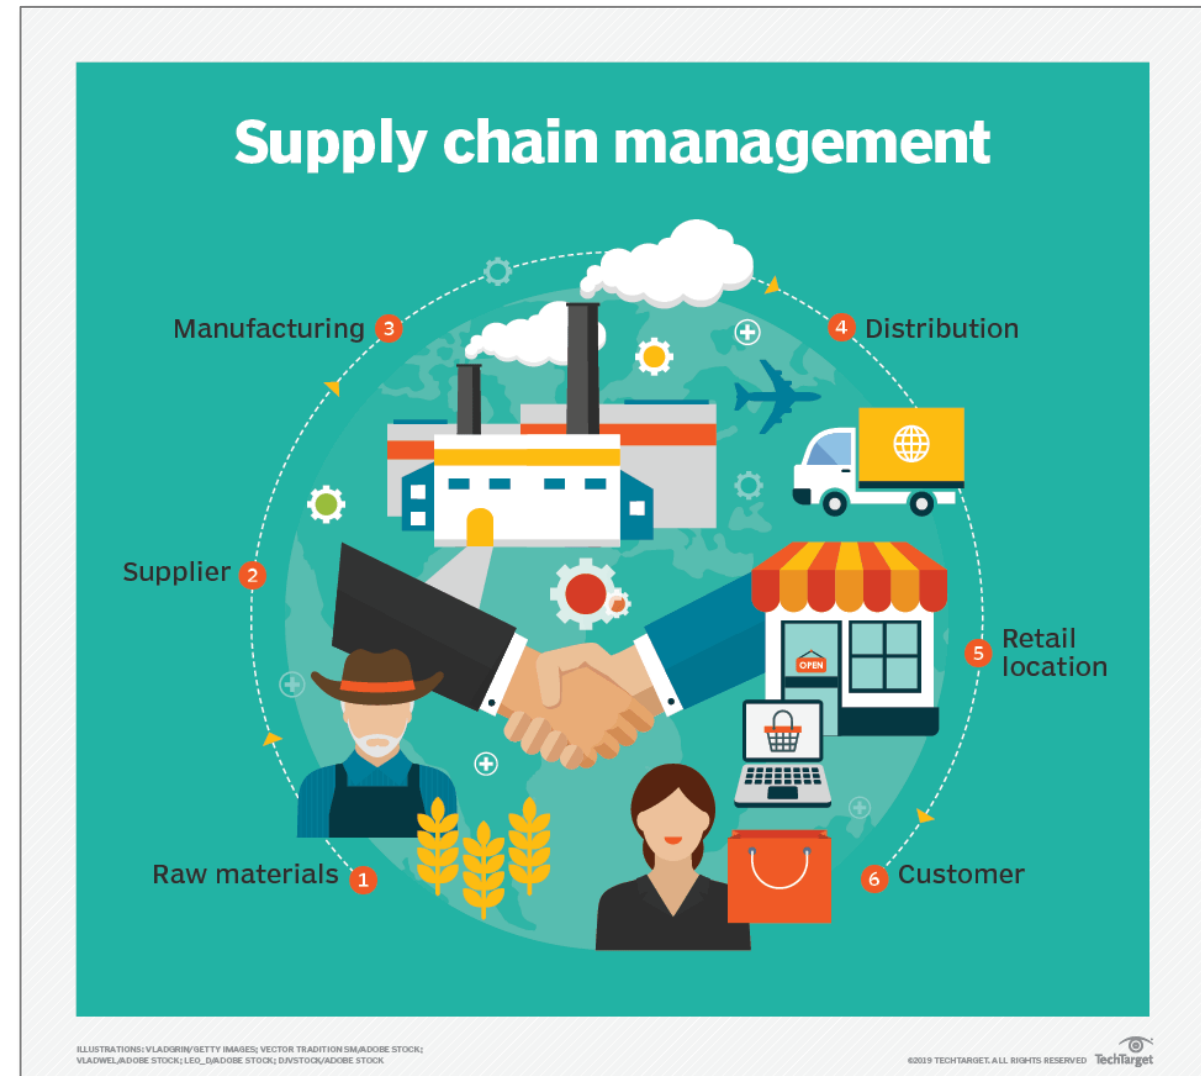 Supply chain management
Manufacturing 3
4 Distribution
Supplier 2
OPEN
5 Retail
location
Raw materials 1
6 Customer
ILLUSTRATIONS: VLADGRIN/GETTY IMAGES; VECTOR TRADITION SM/ADOBE STOCK;
VLADWEL/ADOBE STOCK; LEO_D/ADOBE STOCK; DJVSTOCK/ADOBE STOCK
©2019 TECHTARGET. ALL RIGHTS RESERVED TechTarget